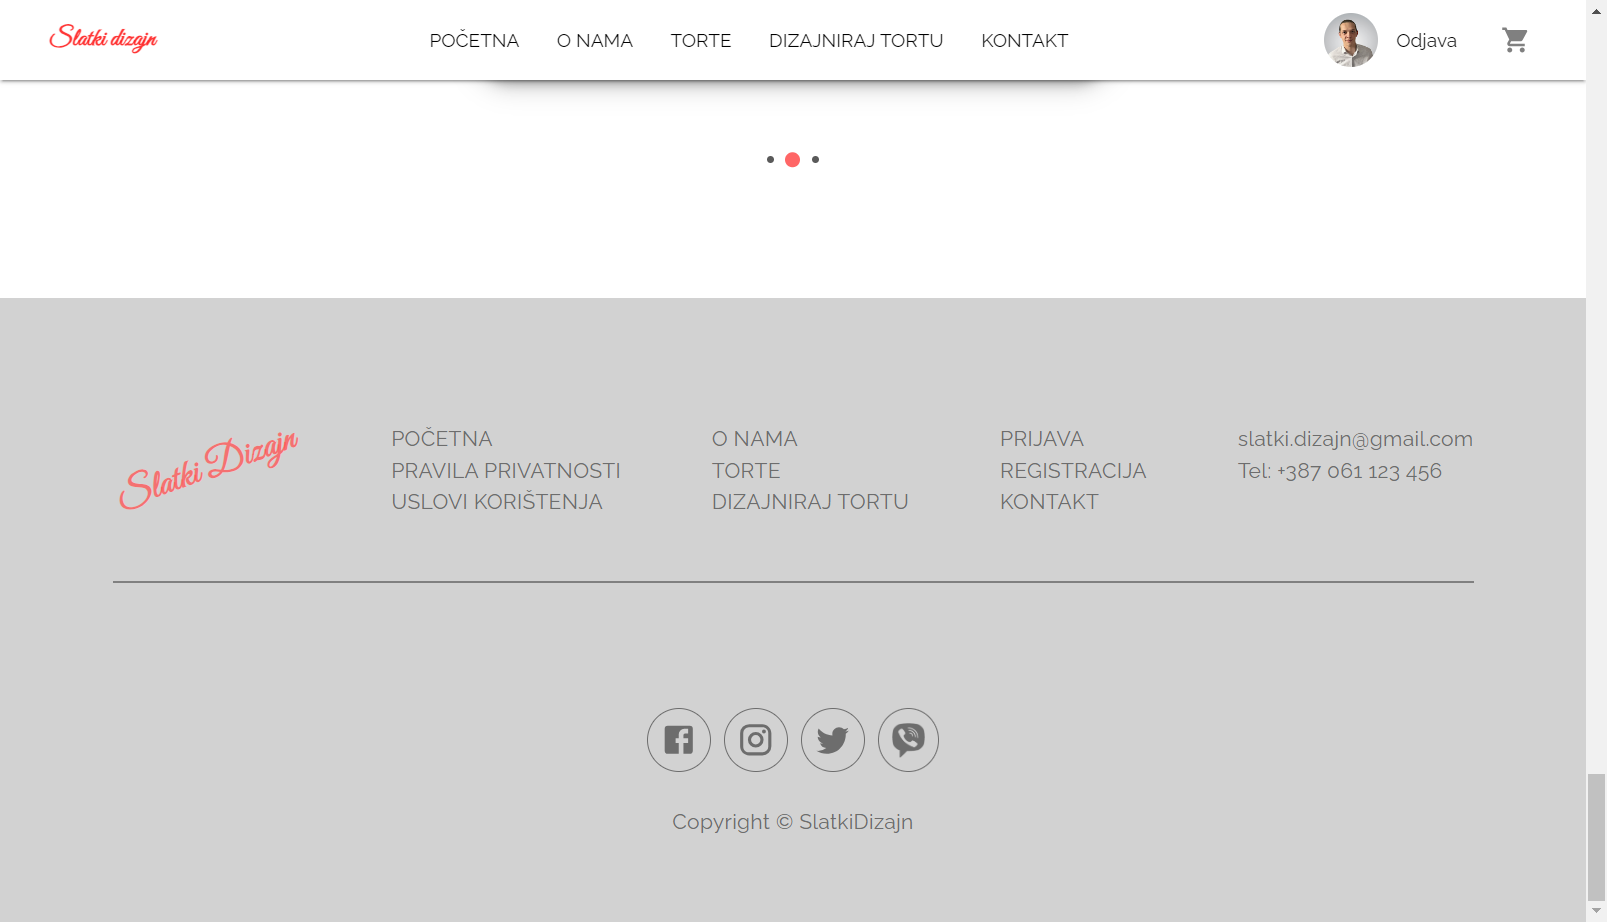 Slatki dizajn
POČETNA
O NAMA
TORTE
DIZAJNIRAJ TORTU
KONTAKT
Odjava
Slatki Dizajn
POČETNA
PRAVILA PRIVATNOSTI
USLOVI KORIŠTENJA
O NAMA
TORTE
DIZAJNIRAJ TORTU
PRIJAVA
REGISTRACIJA
KONTAKT
slatki.dizajn@gmail.com
Tel: +387 061 123 456
Copyright © SlatkiDizajn